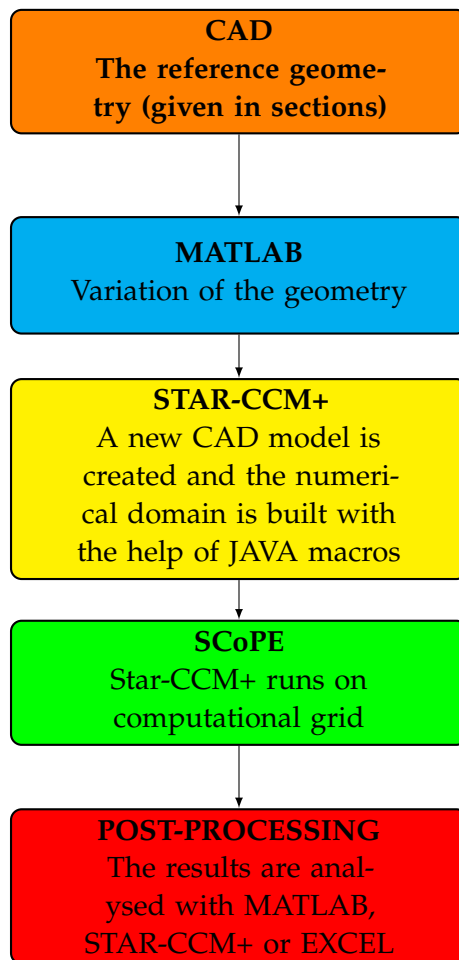 CAD
The reference geome-
try (given in sections)
MATLAB
Variation of the geometry
STAR-CCM+
A new CAD model is
created and the numeri-
cal domain is built with
the help of JAVA macros
SCoPE
Star-CCM+ runs on
computational grid
POST-PROCESSING
The results are anal-
ysed with MATLAB,
STAR-CCM+ or EXCEL